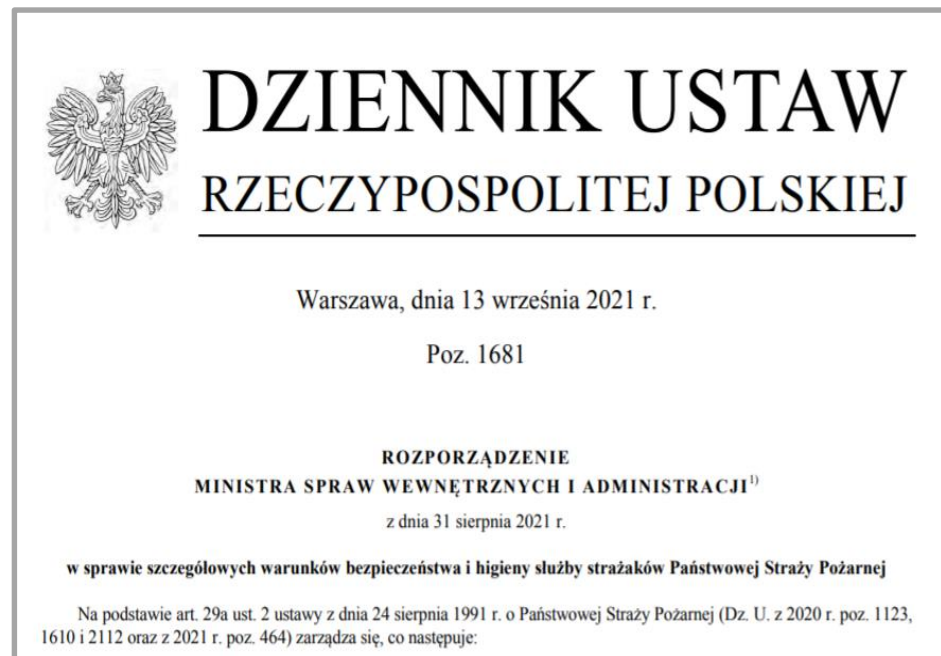 DZIENNIK USTAW
RZECZYPOSPOLITEJ POLSKIEJ
Warszawa, dnia 13 września 2021 r.
Poz. 1681
ROZPORZĄDZENIE
MINISTRA SPRAW WEWNĘTRZNYCH I ADMINISTRACJI¹⁾
z dnia 31 sierpnia 2021 r.
w sprawie szczegółowych warunków bezpieczeństwa i higieny służby strażaków Państwowej Straży Pożarnej
Na podstawie art. 29a ust. 2 ustawy z dnia 24 sierpnia 1991 r. o Państwowej Straży Pożarnej (Dz. U. z 2020 r. poz. 1123,
1610 i 2112 oraz z 2021 r. poz. 464) zarządza się, co następuje: